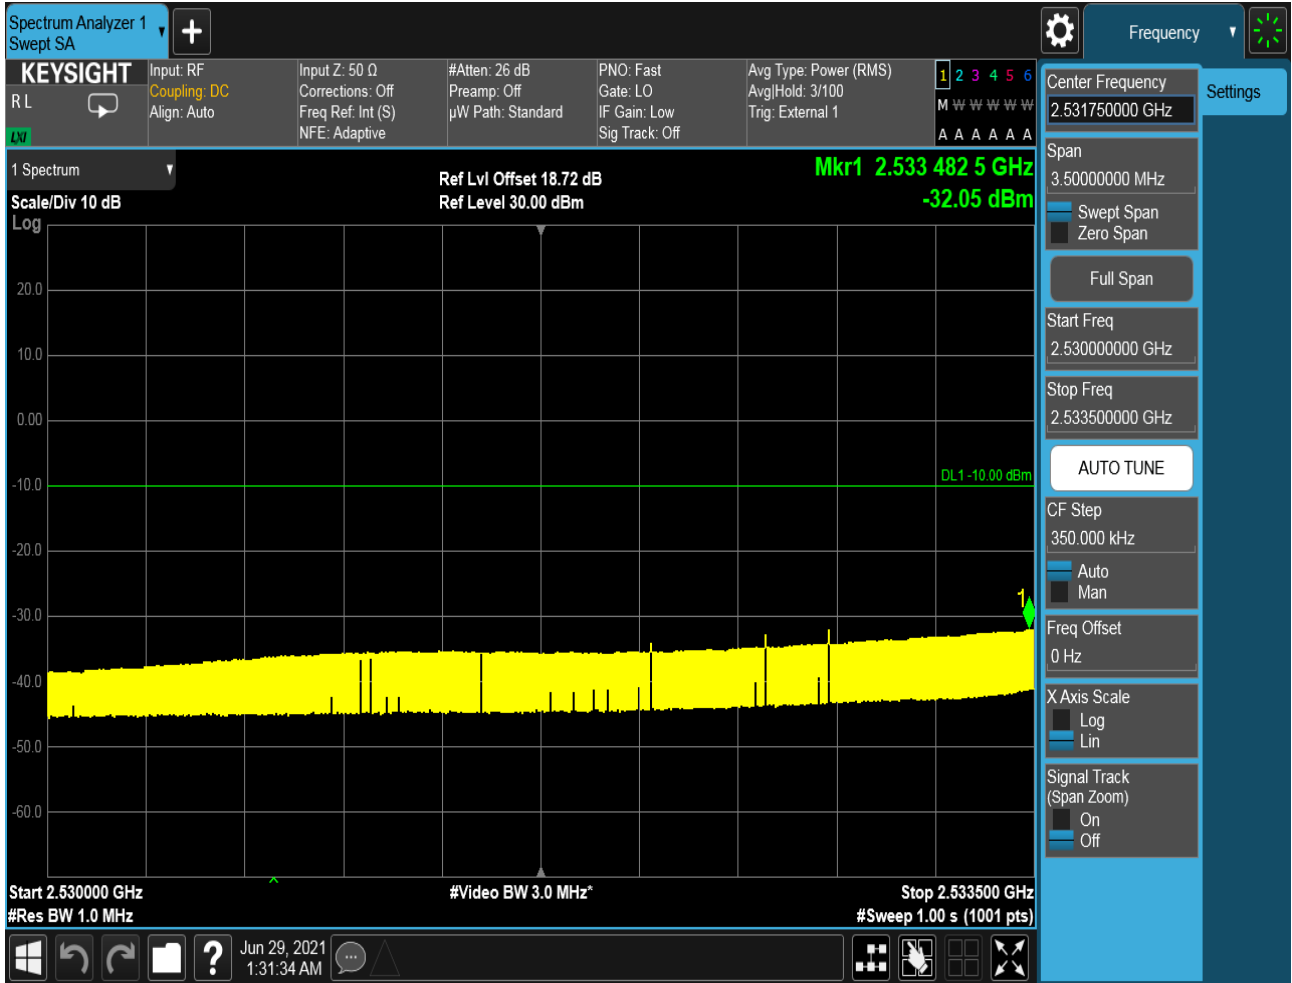 Spectrum Analyzer 1
Swept SA
Frequency
KEYSIGHT
R L
LXI
Input: RF
Coupling: DC
Align: Auto
Input Z: 50 Ω
Corrections: Off
Freq Ref: Int (S)
NFE: Adaptive
#Atten: 26 dB
Preamp: Off
µW Path: Standard
PNO: Fast
Gate: LO
IF Gain: Low
Sig Track: Off
Avg Type: Power (RMS)
Avg|Hold: 3/100
Trig: External 1
1 2 3 4 5 6
M W W W W W
A A A A A A
1 Spectrum
Scale/Div 10 dB
Log
Ref Lvl Offset 18.72 dB
Ref Level 30.00 dBm
Mkr1 2.533 482 5 GHz
-32.05 dBm
20.0
10.0
0.00
-10.0
DL1 -10.00 dBm
-20.0
-30.0
1
-40.0
-50.0
-60.0
Start 2.530000 GHz
#Video BW 3.0 MHz*
Stop 2.533500 GHz
#Res BW 1.0 MHz
#Sweep 1.00 s (1001 pts)
?
Jun 29, 2021
1:31:34 AM
Center Frequency
2.531750000 GHz
Settings
Span
3.50000000 MHz
Swept Span
Zero Span
Full Span
Start Freq
2.530000000 GHz
Stop Freq
2.533500000 GHz
AUTO TUNE
CF Step
350.000 kHz
Auto
Man
Freq Offset
0 Hz
X Axis Scale
Log
Lin
Signal Track
(Span Zoom)
On
Off